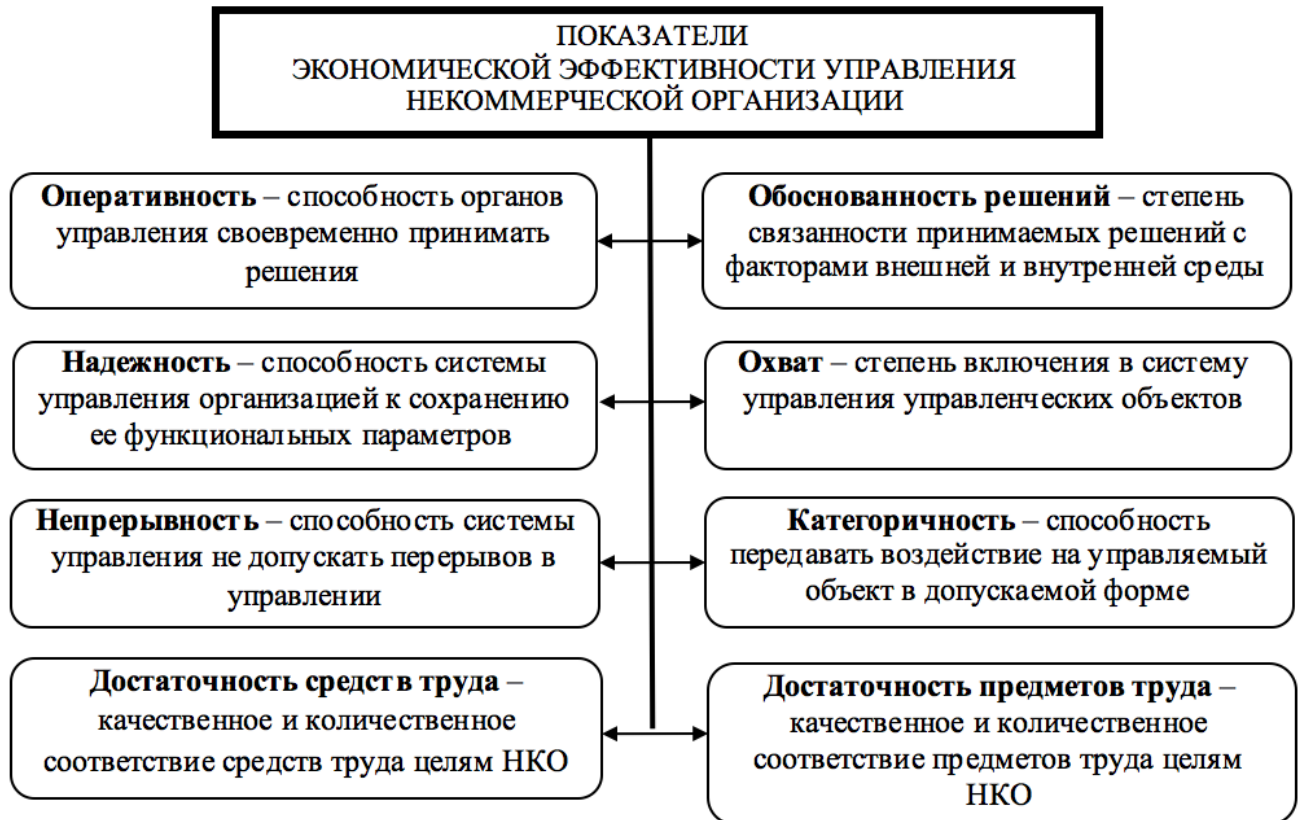 ПОКАЗАТЕЛИ
ЭКОНОМИЧЕСКОЙ ЭФФЕКТИВНОСТИ УПРАВЛЕНИЯ
НЕКОММЕРЧЕСКОЙ ОРГАНИЗАЦИИ
Оперативность – способность органов
управления своевременно принимать
решения
Обоснованность решений – степень
связанности принимаемых решений с
факторами внешней и внутренней среды
Надежность – способность системы
управления организацией к сохранению
ее функциональных параметров
Охват – степень включения в систему
управления управленческих объектов
Непрерывность – способность системы
управления не допускать перерывов в
управлении
Категоричность – способность
передавать воздействие на управляемый
объект в допускаемой форме
Достаточность средств труда –
качественное и количественное
соответствие средств труда целям НКО
Достаточность предметов труда –
качественное и количественное
соответствие предметов труда целям
НКО